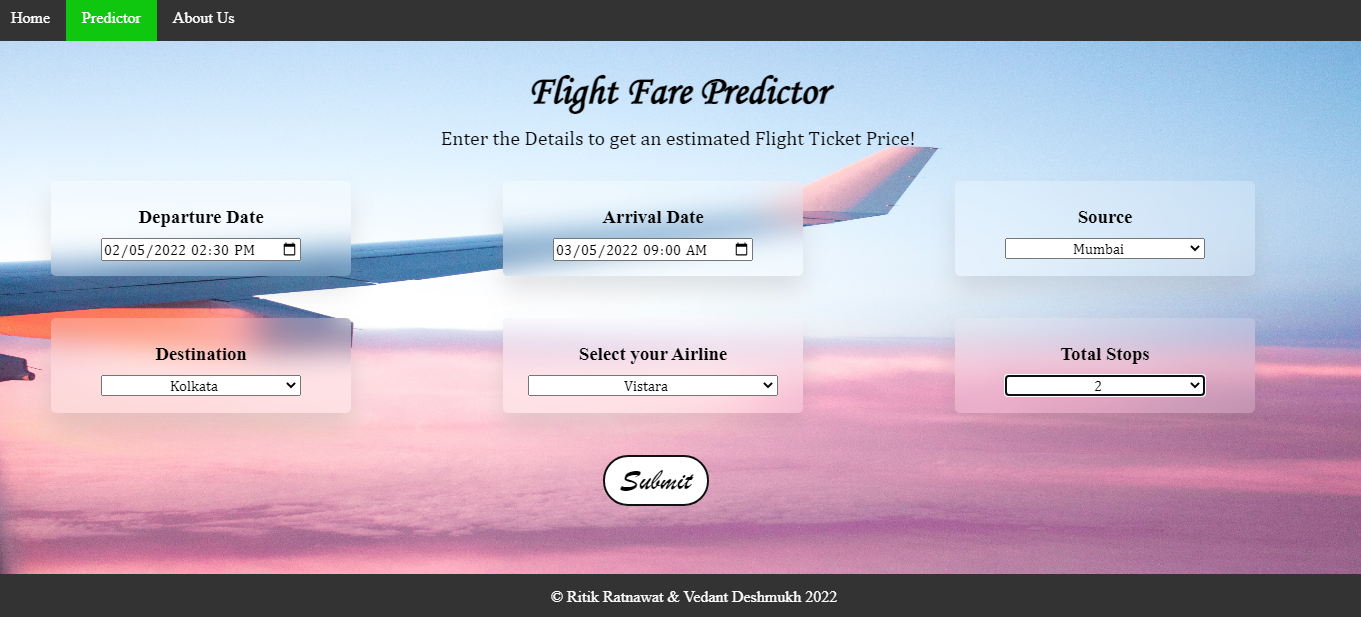 Home Predictor About Us
Flight Fare Predictor
Enter the Details to get an estimated Flight Ticket Price!
Departure Date Arrival Date Source
02/05/2022 02:30 PM 03/05/2022 09:00 AM Mumbai
Destination Select your Airline Total Stops
Kolkata Vistara 2
Submit
© Ritik Ratnawat & Vedant Deshmukh 2022